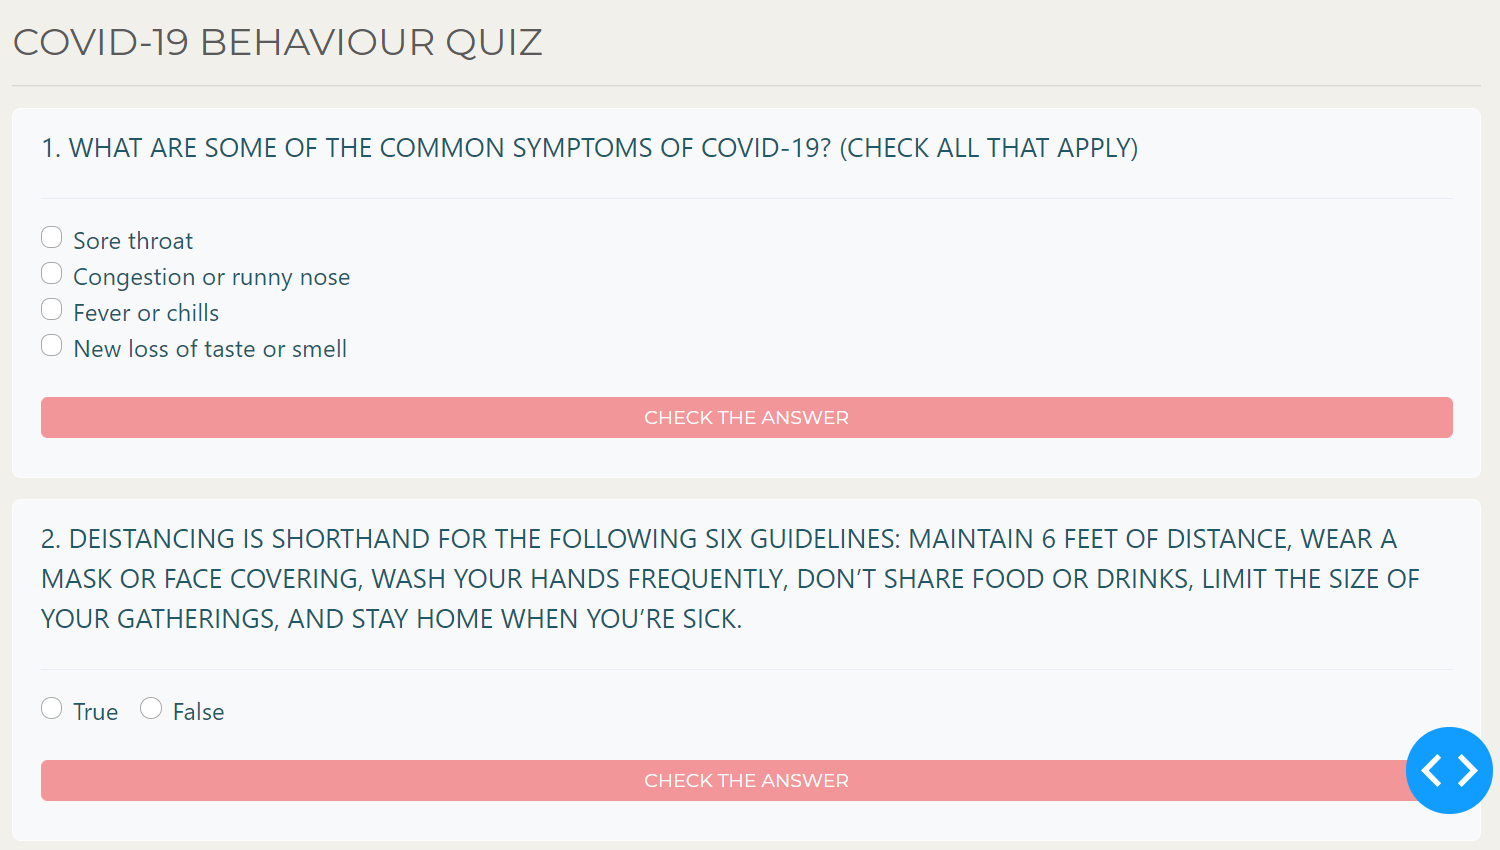 COVID-19 BEHAVIOUR QUIZ
1. WHAT ARE SOME OF THE COMMON SYMPTOMS OF COVID-19? (CHECK ALL THAT APPLY)
Sore throat
Congestion or runny nose
Fever or chills
New loss of taste or smell
CHECK THE ANSWER
2. DEISTANCING IS SHORTHAND FOR THE FOLLOWING SIX GUIDELINES: MAINTAIN 6 FEET OF DISTANCE, WEAR A
MASK OR FACE COVERING, WASH YOUR HANDS FREQUENTLY, DON’T SHARE FOOD OR DRINKS, LIMIT THE SIZE OF
YOUR GATHERINGS, AND STAY HOME WHEN YOU’RE SICK.
True False
CHECK THE ANSWER